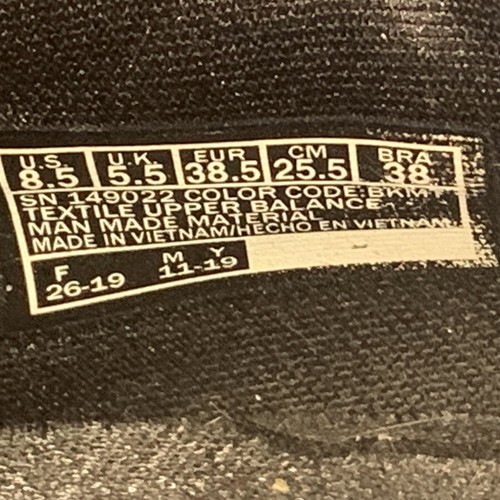 U.S. U.K. EUR CM BRA
8.5 5.5 38.5 25.5 38
SN 149022 COLOR CODE:BKM
TEXTILE UPPER BALANCE
MAN MADE MATERIAL
MADE IN VIETNAM/HECHO EN VIETNAM
F M Y
26-19 11-19